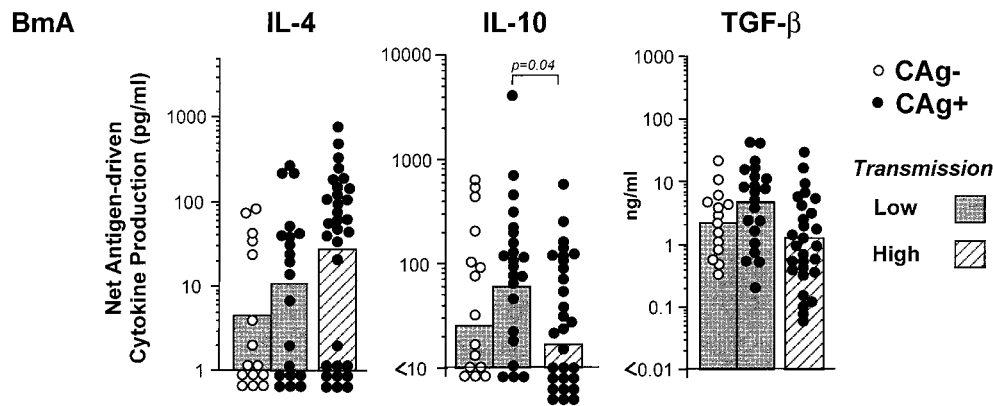 BmA
IL-4
IL-10
TGF-β
Net Antigen-driven
Cytokine Production (pg/ml)
1000
100
10
1
10000
1000
100
<10
p=0.04
ng/ml
1000
100
10
1
0.1
<0.01
CAg-
CAg+
Transmission
Low
High